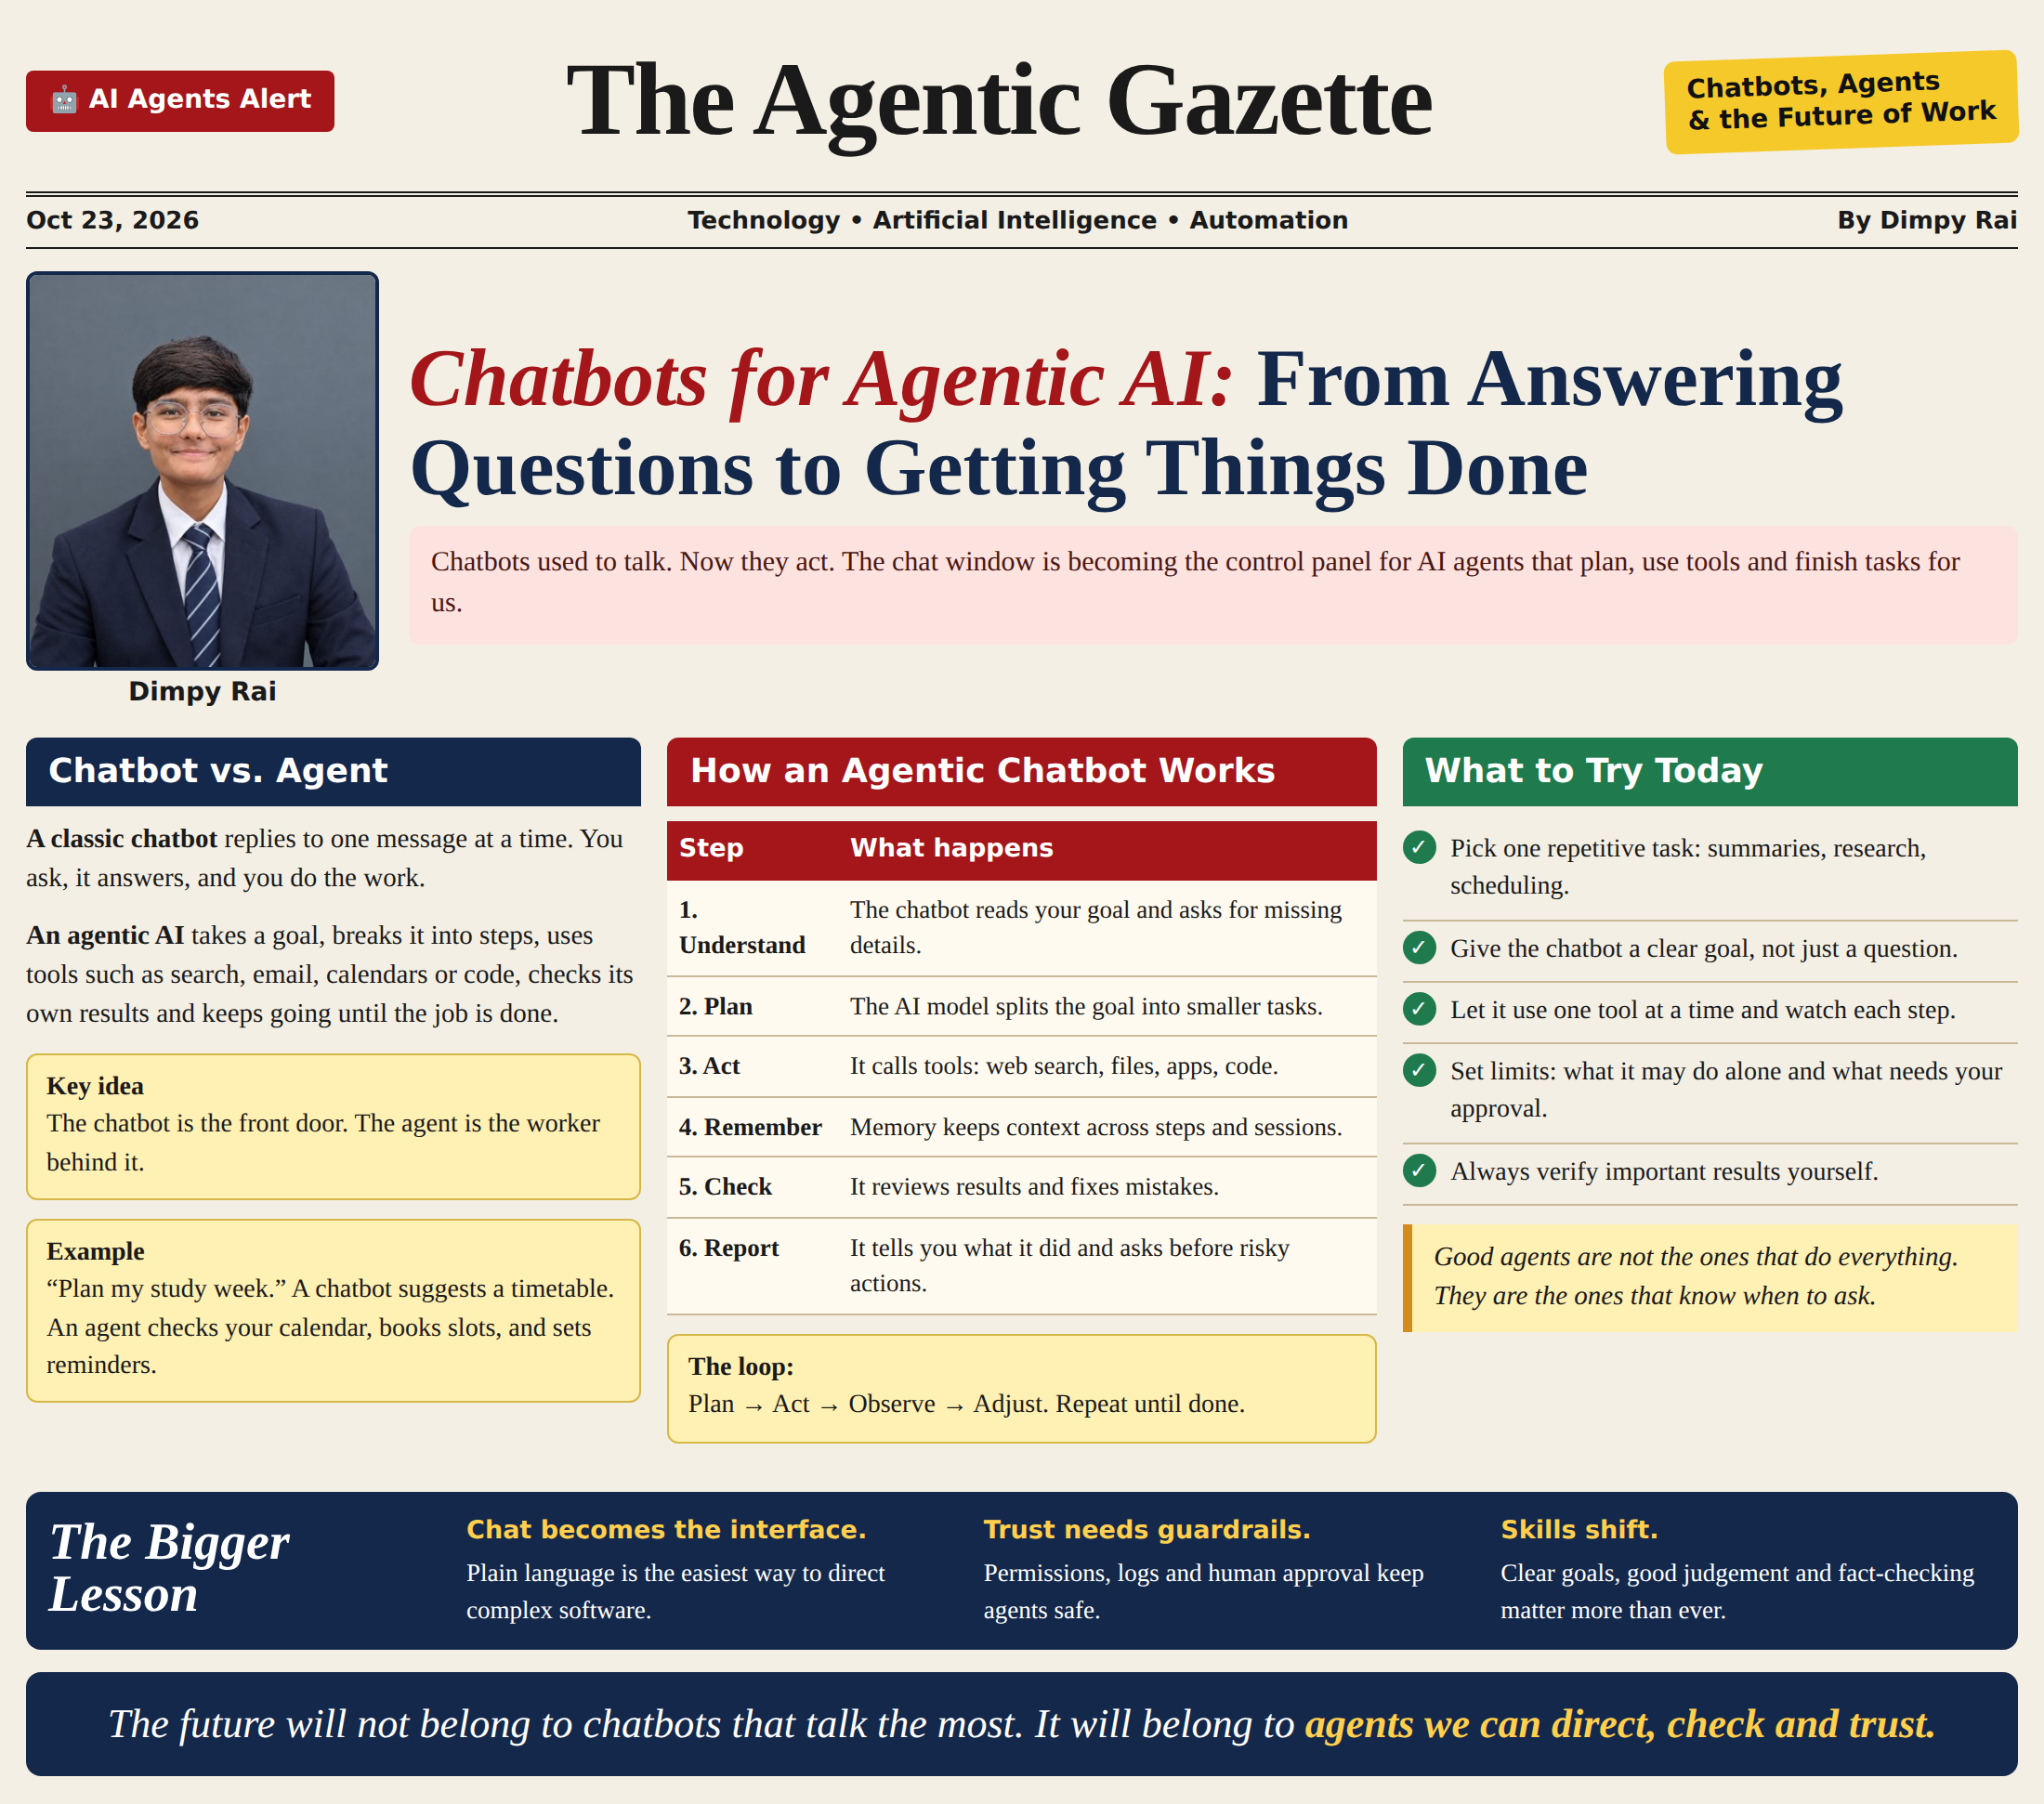 🤖 AI Agents Alert
The Agentic Gazette
Chatbots, Agents
& the Future of Work
Oct 23, 2026
Technology • Artificial Intelligence • Automation
By Dimpy Rai
Chatbots for Agentic AI: From Answering
Questions to Getting Things Done
Chatbots used to talk. Now they act. The chat window is becoming the control panel for AI agents that plan, use tools and finish tasks for
us.
Dimpy Rai
Chatbot vs. Agent
A classic chatbot replies to one message at a time. You
ask, it answers, and you do the work.
An agentic AI takes a goal, breaks it into steps, uses
tools such as search, email, calendars or code, checks its
own results and keeps going until the job is done.
Key idea
The chatbot is the front door. The agent is the worker
behind it.
Example
“Plan my study week.” A chatbot suggests a timetable.
An agent checks your calendar, books slots, and sets
reminders.
How an Agentic Chatbot Works
Step What happens
1.
Understand
The chatbot reads your goal and asks for missing
details.
2. Plan The AI model splits the goal into smaller tasks.
3. Act It calls tools: web search, files, apps, code.
4. Remember Memory keeps context across steps and sessions.
5. Check It reviews results and fixes mistakes.
6. Report It tells you what it did and asks before risky
actions.
The loop:
Plan → Act → Observe → Adjust. Repeat until done.
What to Try Today
✓ Pick one repetitive task: summaries, research,
scheduling.
✓ Give the chatbot a clear goal, not just a question.
✓ Let it use one tool at a time and watch each step.
✓ Set limits: what it may do alone and what needs your
approval.
✓ Always verify important results yourself.
Good agents are not the ones that do everything.
They are the ones that know when to ask.
The Bigger
Lesson
Chat becomes the interface.
Plain language is the easiest way to direct
complex software.
Trust needs guardrails.
Permissions, logs and human approval keep
agents safe.
Skills shift.
Clear goals, good judgement and fact-checking
matter more than ever.
The future will not belong to chatbots that talk the most. It will belong to agents we can direct, check and trust.